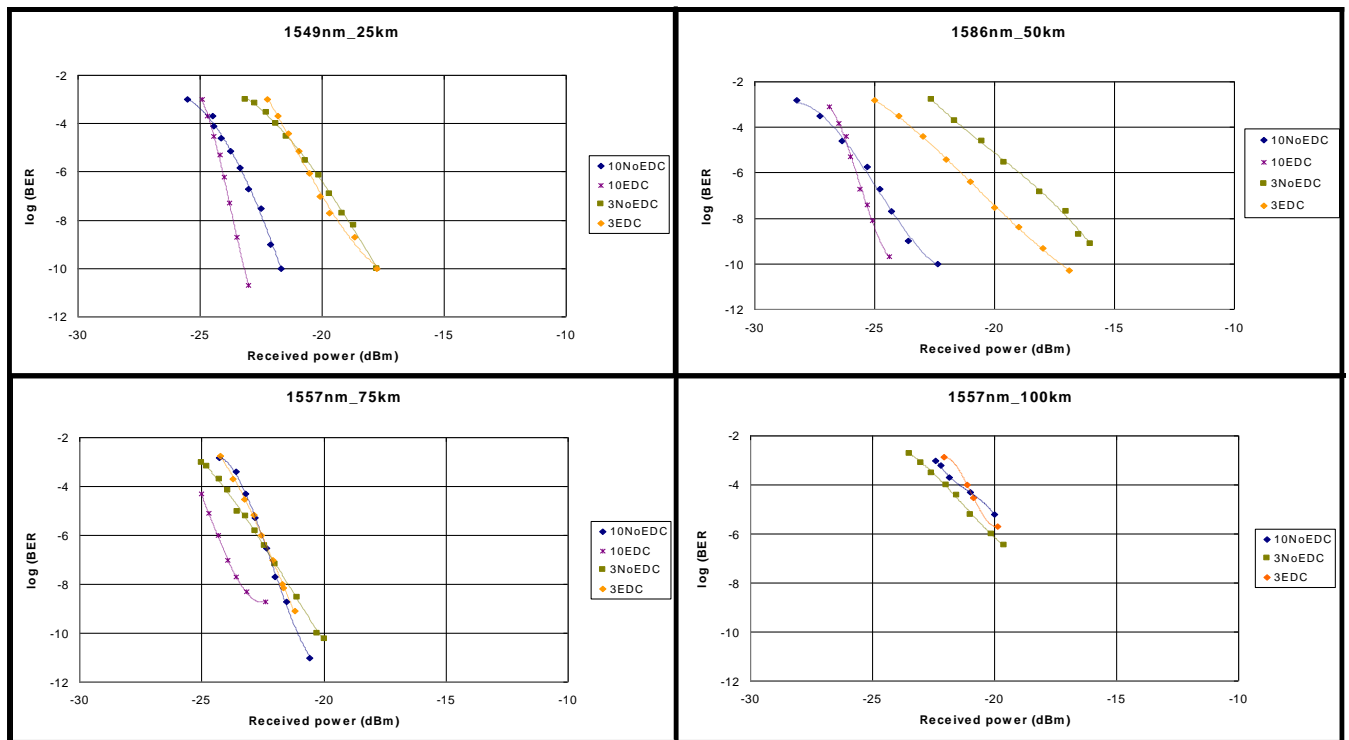 1549nm_25km
log (BER
-2
-4
-6
-8
-10
-12
-30
-25
-20
-15
-10
Received power (dBm)
10NoEDC
10EDC
3NoEDC
3EDC
1586nm_50km
log (BER
-2
-4
-6
-8
-10
-12
-30
-25
-20
-15
-10
Received power (dBm)
10NoEDC
10EDC
3NoEDC
3EDC
1557nm_75km
log (BER
-2
-4
-6
-8
-10
-12
-30
-25
-20
-15
-10
Received power (dBm)
10NoEDC
10EDC
3NoEDC
3EDC
1557nm_100km
log (BER
-2
-4
-6
-8
-10
-12
-30
-25
-20
-15
-10
Received power (dBm)
10NoEDC
3NoEDC
3EDC